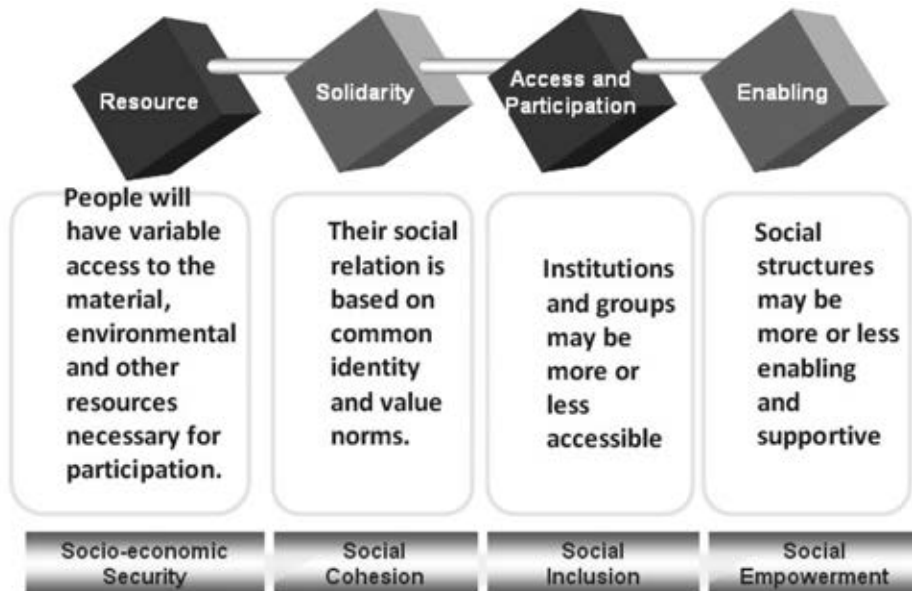 Resource
Solidarity
Access and
Participation
Enabling
People will
have variable
access to the
material,
environmental
and other
resources
necessary for
participation.
Their social
relation is
based on
common
identity
and value
norms.
Institutions
and groups
may be
more or
less
accessible
Social
structures
may be
more or less
enabling
and
supportive
Socio-economic
Security
Social
Cohesion
Social
Inclusion
Social
Empowerment